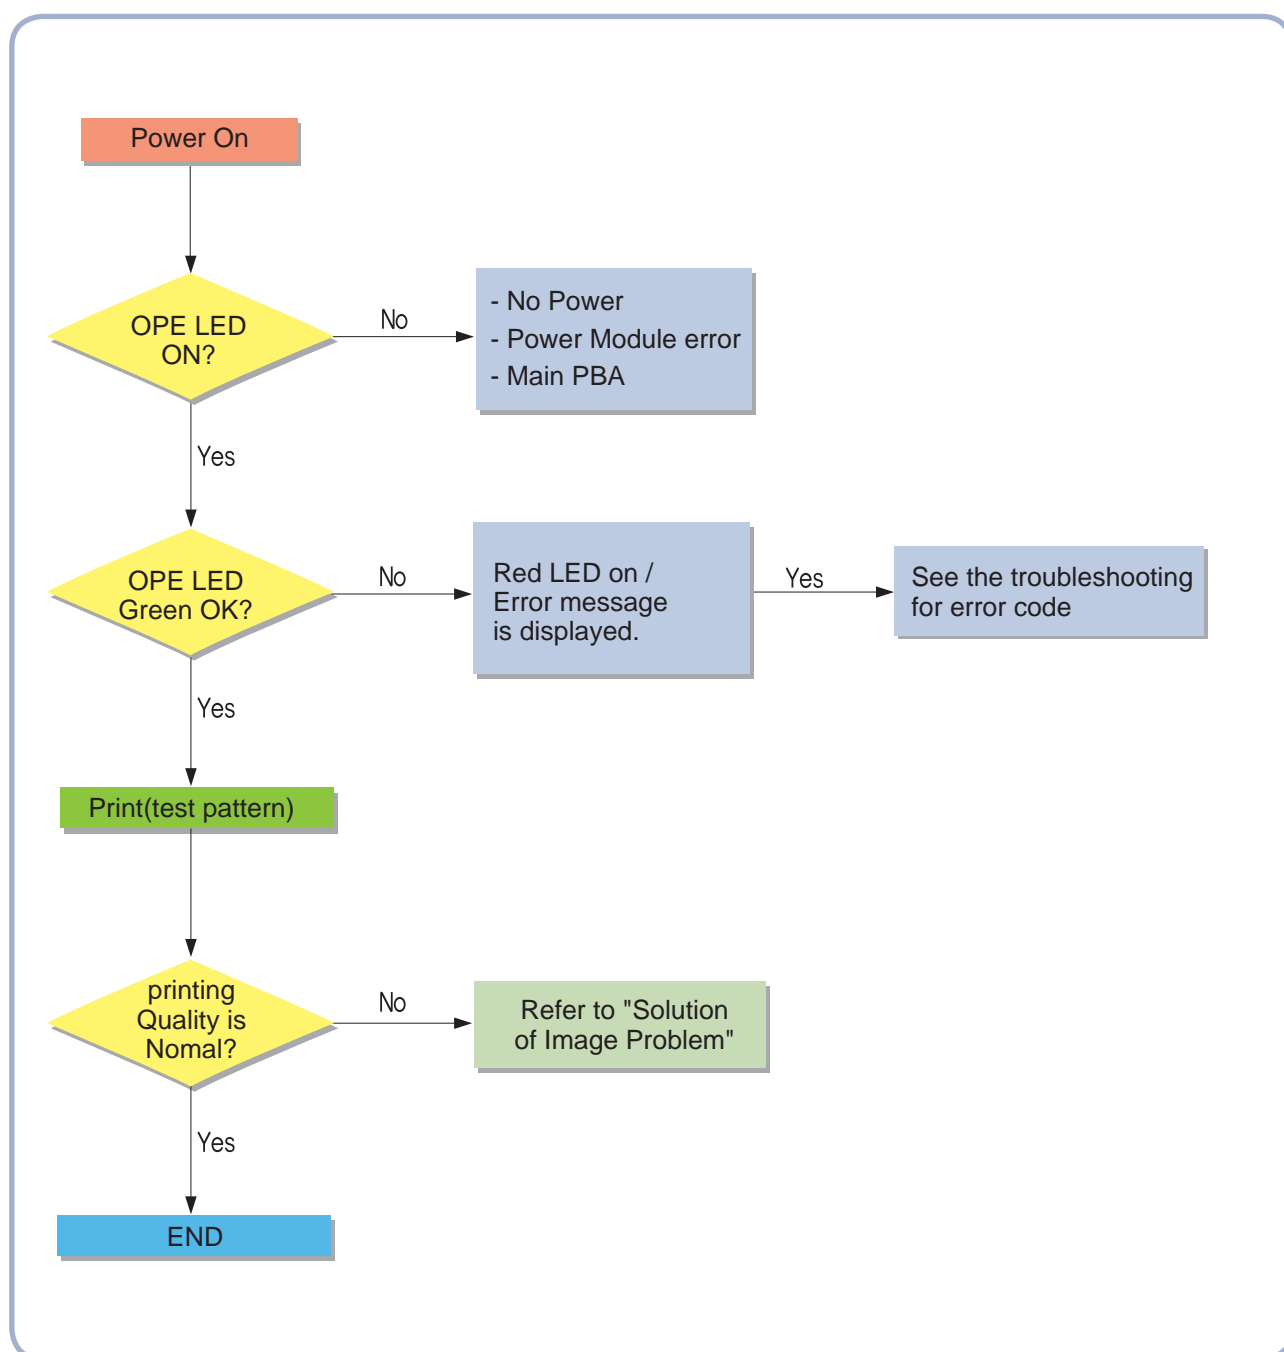 Power On
OPE LED
ON?
No
- No Power
- Power Module error
- Main PBA
Yes
OPE LED
Green OK?
No
Red LED on /
Error message
is displayed.
Yes
See the troubleshooting
for error code
Yes
Print(test pattern)
printing
Quality is
Nomal?
No
Refer to "Solution
of Image Problem"
Yes
END